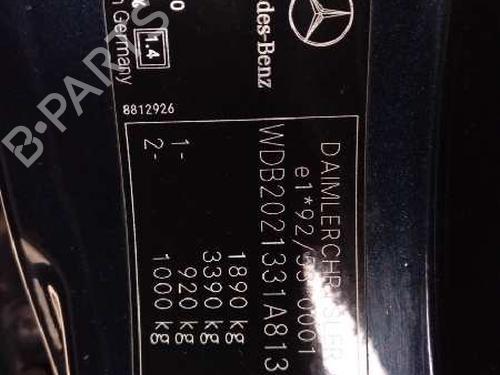 des-Benz
n Germany
1.4
8812926
DAIMLERCHRYSLER
e1*92/53*0001
WDB2021331A813
1890 kg
3390 kg
1- 920 kg
2- 1000 kg
B-PARTS